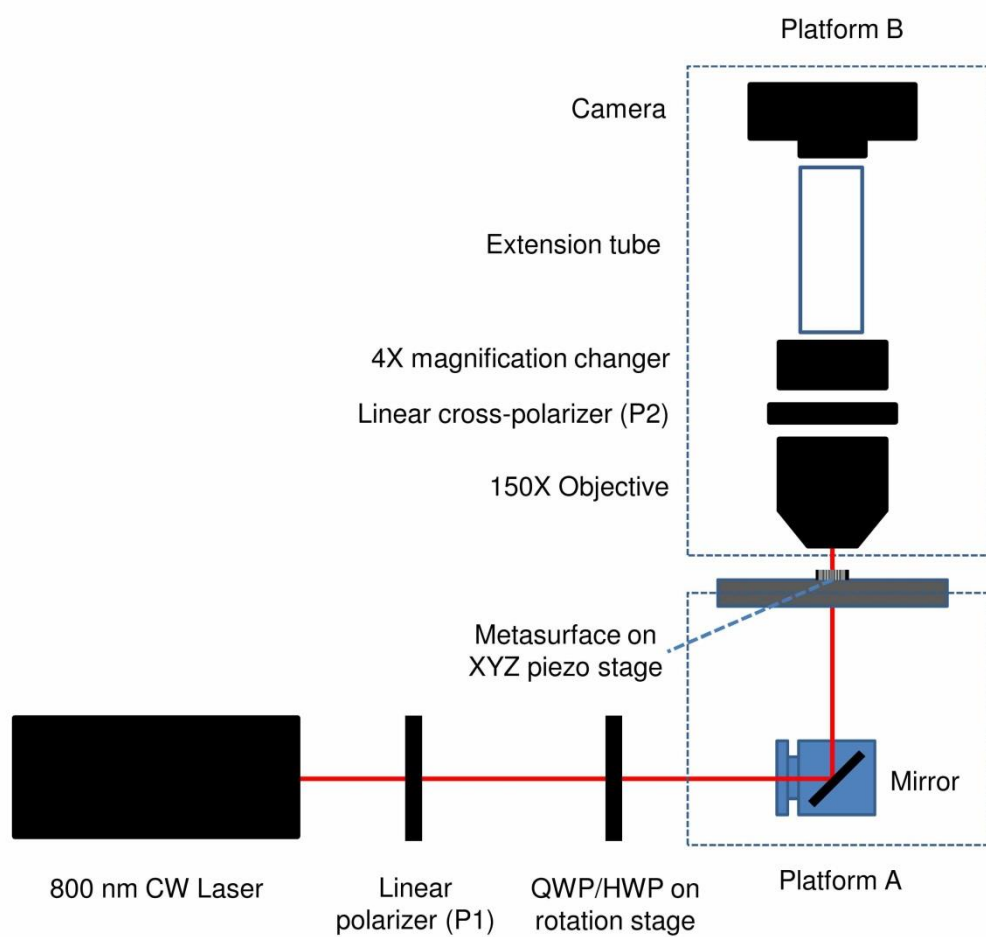 Platform B
Camera
Extension tube
4X magnification changer
Linear cross-polarizer (P2)
150X Objective
Metasurface on
XYZ piezo stage
Mirror
Platform A
800 nm CW Laser
Linear
polarizer (P1)
QWP/HWP on
rotation stage